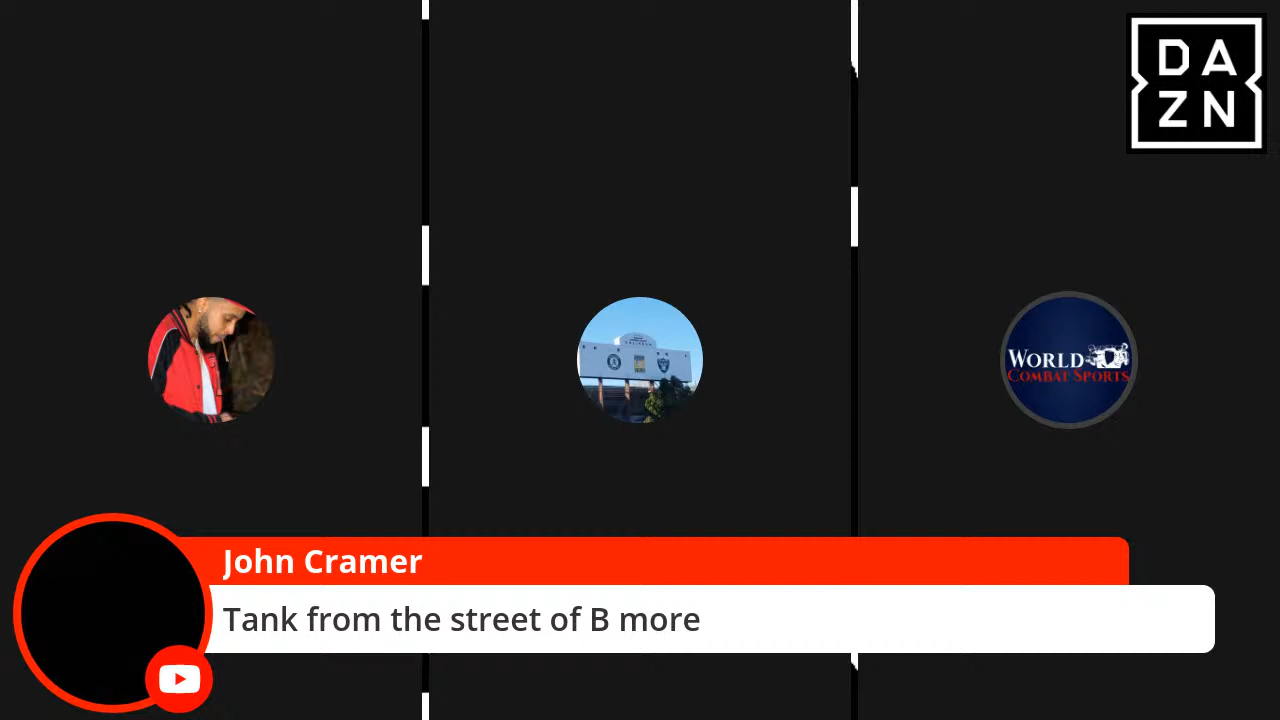 DA
ZN
WORLD
COMBAT SPORTS
John Cramer
Tank from the street of B more